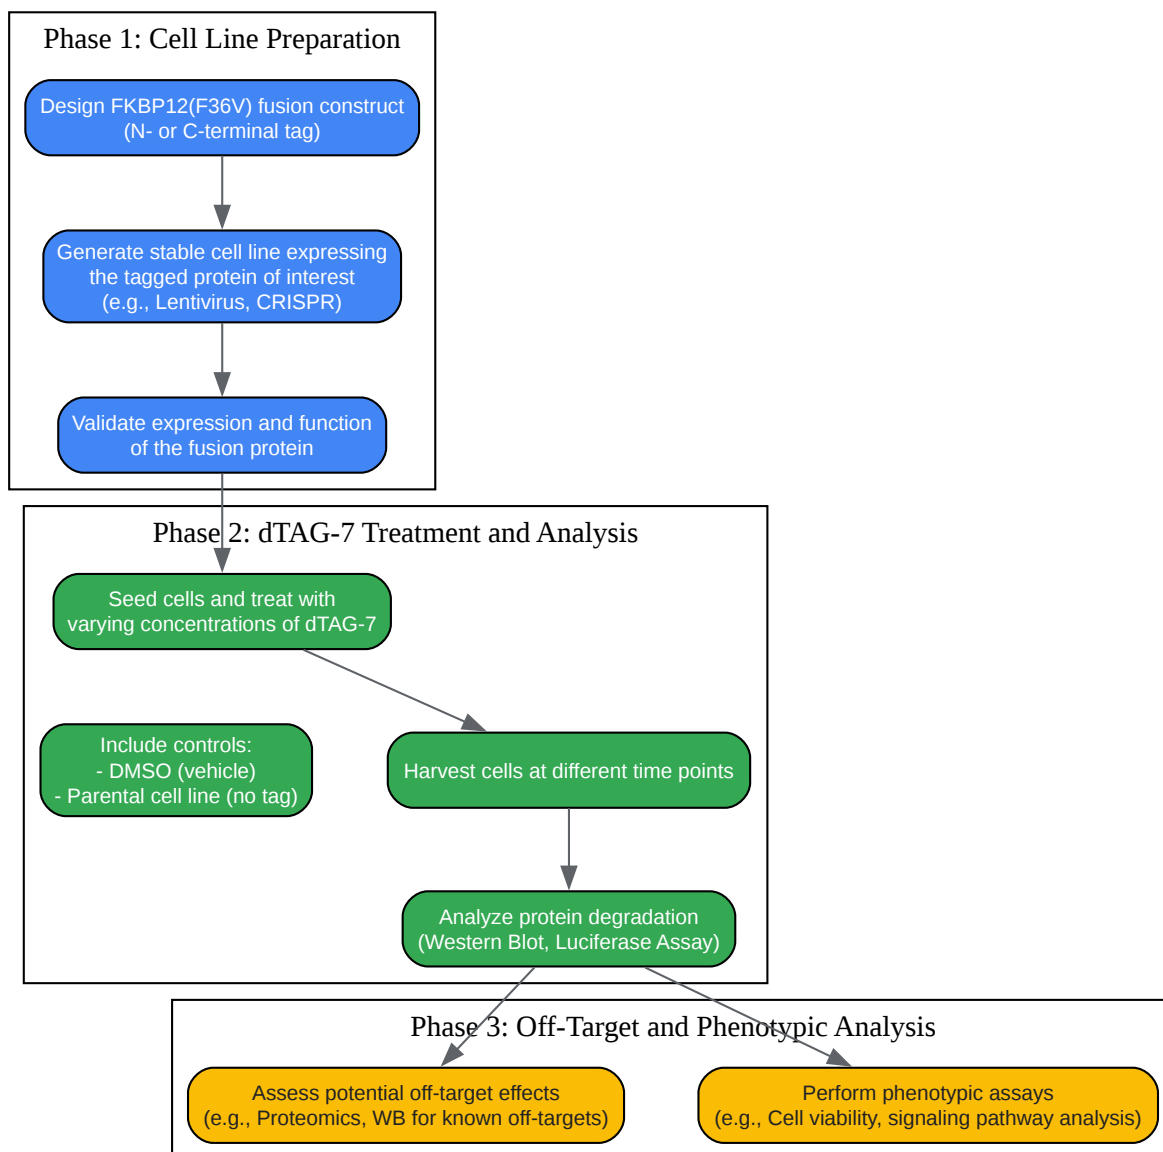 Phase 1: Cell Line Preparation
Design FKBP12(F36V) fusion construct
(N- or C-terminal tag)
Generate stable cell line expressing
the tagged protein of interest
(e.g., Lentivirus, CRISPR)
Validate expression and function
of the fusion protein
Phase 2: dTAG-7 Treatment and Analysis
Seed cells and treat with
varying concentrations of dTAG-7
Include controls:
- DMSO (vehicle)
- Parental cell line (no tag)
Harvest cells at different time points
Analyze protein degradation
(Western Blot, Luciferase Assay)
Phase 3: Off-Target and Phenotypic Analysis
Assess potential off-target effects
(e.g., Proteomics, WB for known off-targets)
Perform phenotypic assays
(e.g., Cell viability, signaling pathway analysis)